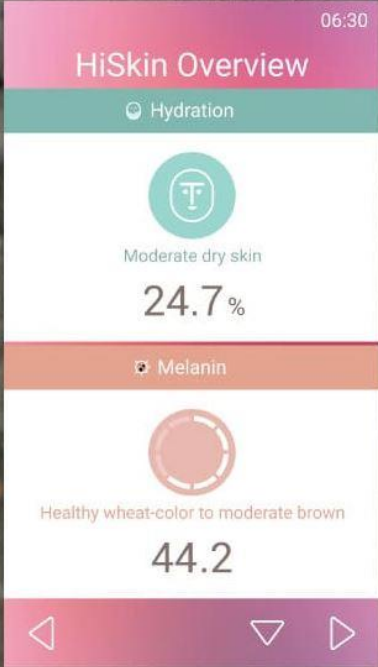 06:30
HiSkin Overview
Hydration
Moderate dry skin
24.7 %
Melanin
Healthy wheat-color to moderate brown
44.2